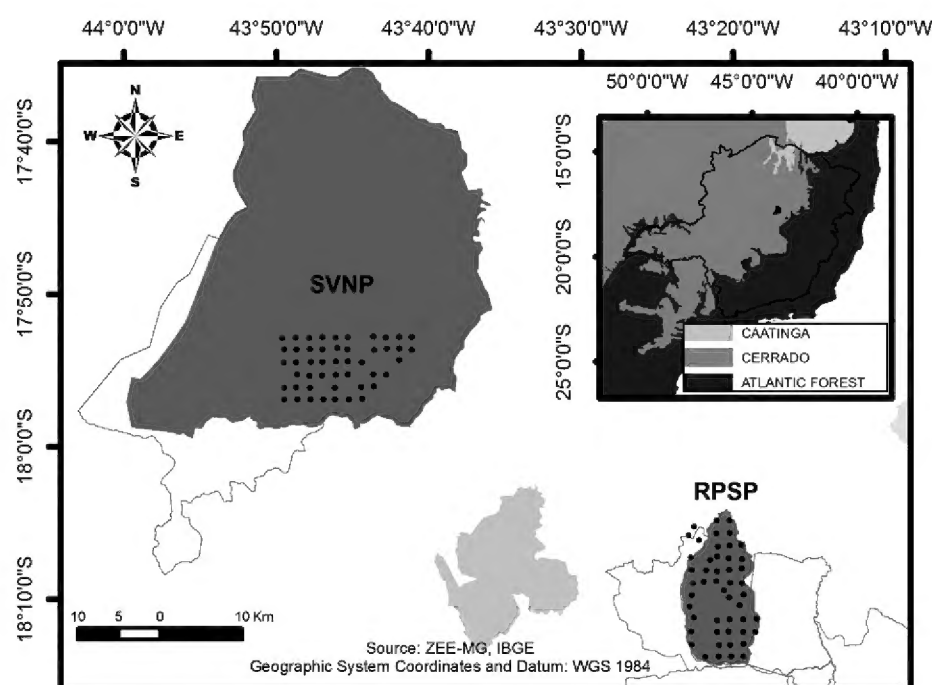 44°0'0"W 43°50'0"W 43°40'0"W 43°30'0"W 43°20'0"W 43°10'0"W
50°0'0"W 45°0'0"W 40°0'0"W
N
W E
S
17°40'0"S
15°0'0"S
20°0'0"S
25°0'0"S
SVNP
17°50'0"S
CAATINGA
CERRADO
ATLANTIC FOREST
18°0'0"S
RPSP
18°10'0"S
10 5 0 10 Km
Source: ZEE-MG, IBGE
Geographic System Coordinates and Datum: WGS 1984